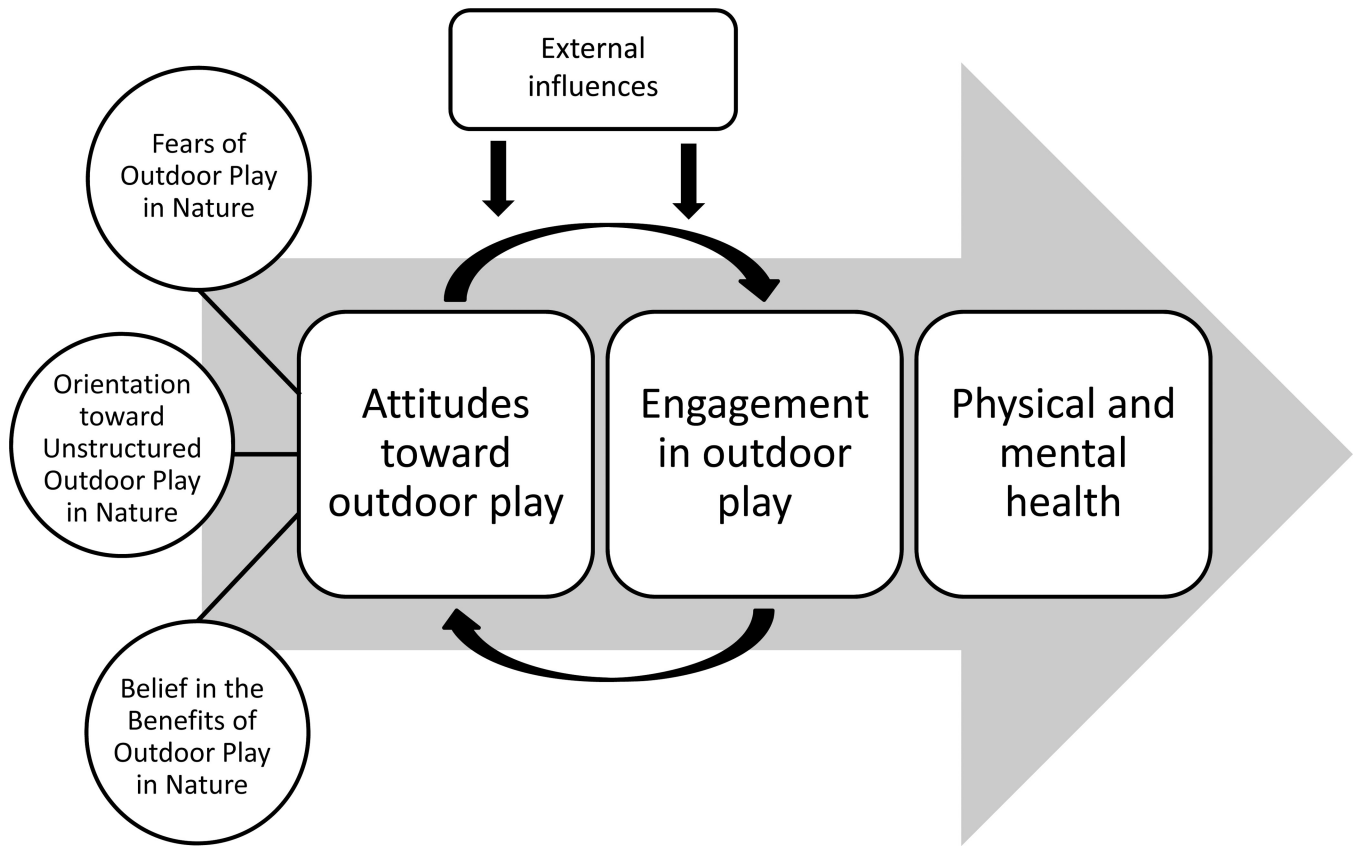 External
influences
Fears of
Outdoor Play
in Nature
Orientation
toward
Unstructured
Outdoor Play
in Nature
Belief in the
Benefits of
Outdoor Play
in Nature
Attitudes
toward
outdoor play
Engagement
in outdoor
play
Physical and
mental
health